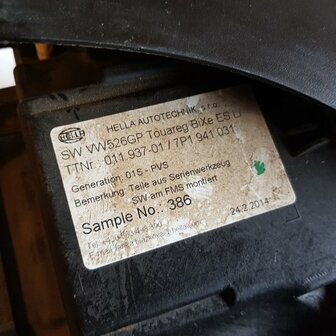 HELLA
HELLA AUTOTECHNIK, s.r.o.
SW VW526GP Touareg BiXe ES LI
TTNr.: 011.937-01 / 7P1 941 031
Generation: 01S - PVS
Bemerkung: Teile aus Serienwerkzeug
SW am FMS montiert
Sample No.: 386
24.2.2014